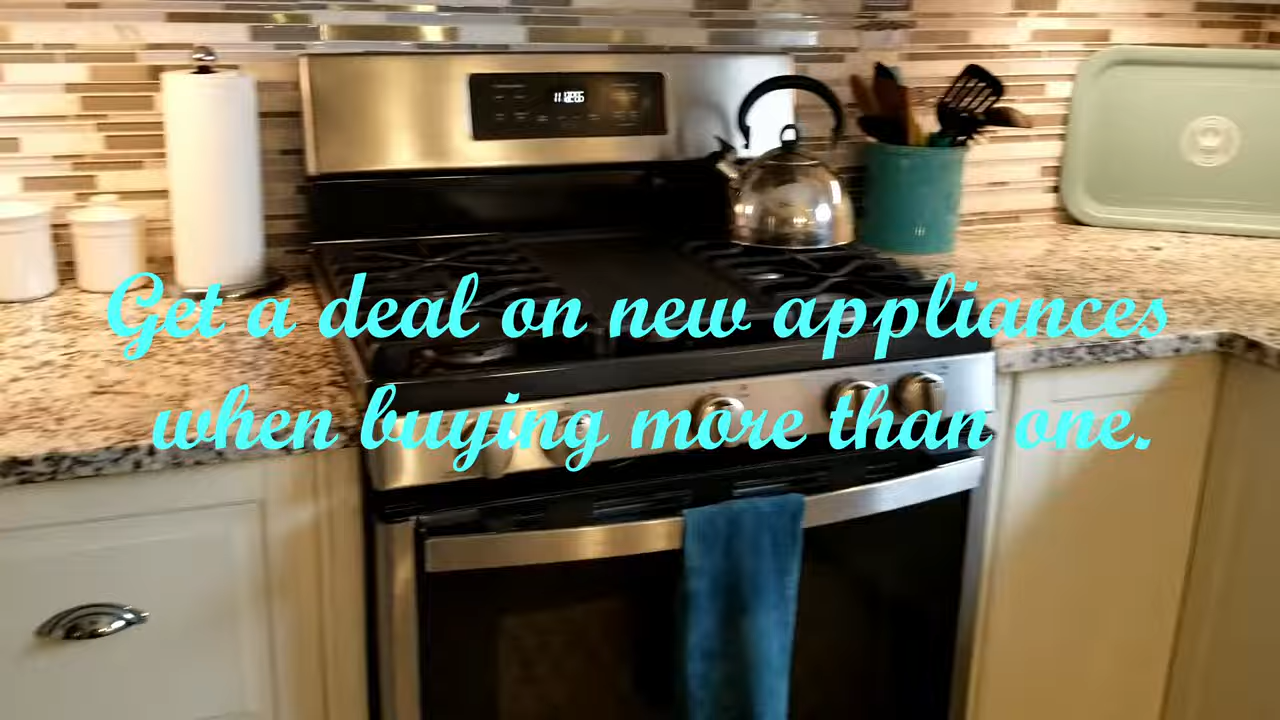 Get a deal on new appliances
when buying more than one.